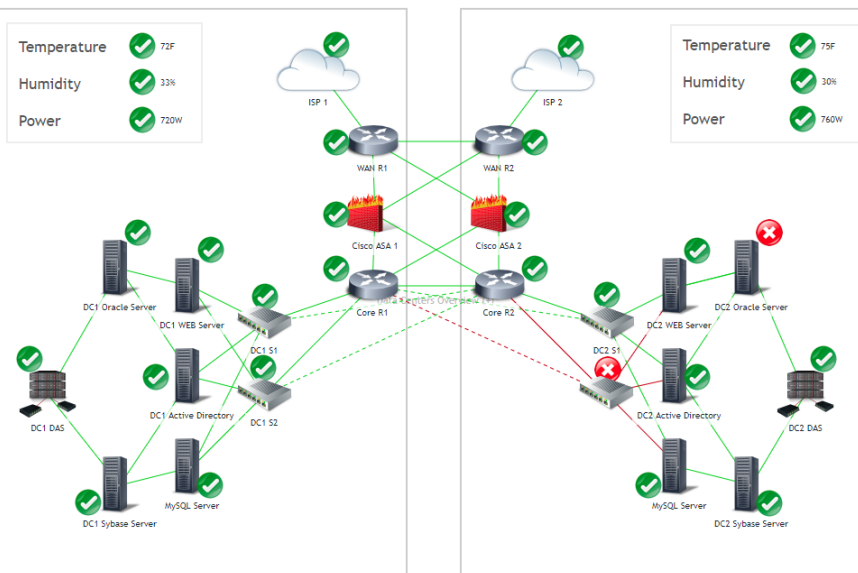 Temperature 72F
Humidity 33%
Power 720W
Temperature 75F
Humidity 30%
Power 760W
ISP 1
ISP 2
WAN R1
WAN R2
Cisco ASA 1
Cisco ASA 2
Core R1
Core R2
DC1 Oracle Server
DC1 WEB Server
DC1 S1
DC1 Active Directory
DC1 S2
DC1 DAS
MySQL Server
DC1 Sybase Server
DC2 S1
DC2 WEB Server
DC2 Oracle Server
DC2 Active Directory
DC2 DAS
MySQL Server
DC2 Sybase Server